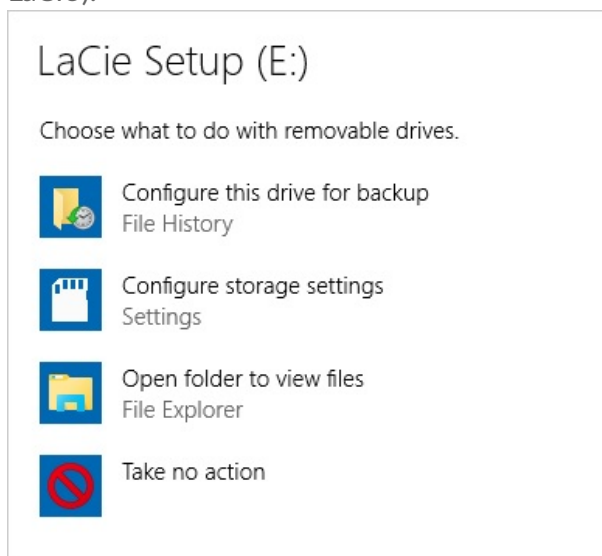 LaCie Setup (E:)
Choose what to do with removable drives.
Configure this drive for backup
File History
Configure storage settings
Settings
Open folder to view files
File Explorer
Take no action